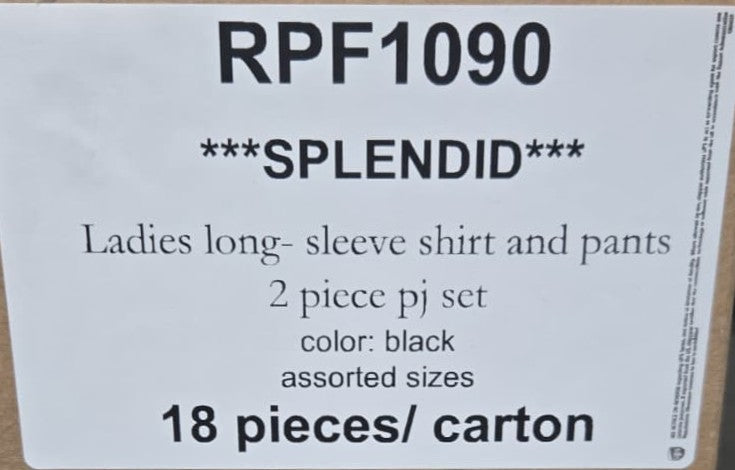 RPF1090
***SPLENDID***
Ladies long- sleeve shirt and pants
2 piece pj set
color: black
assorted sizes
18 pieces/ carton